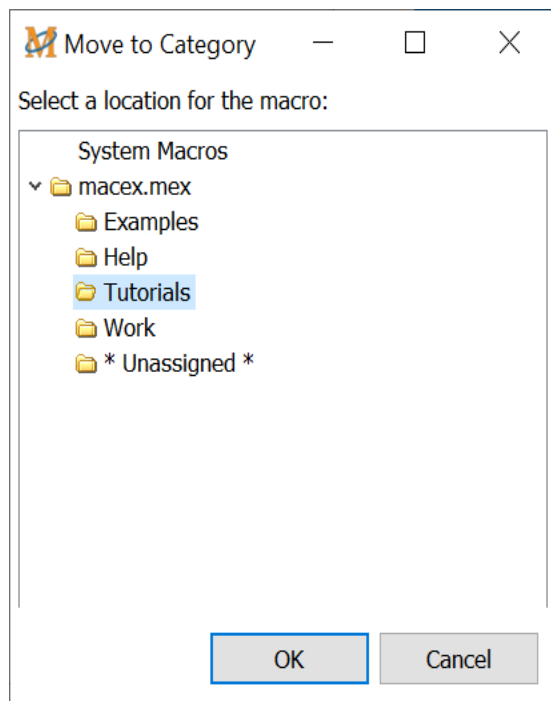 Move to Category
Select a location for the macro:
System Macros
macex.mex
Examples
Help
Tutorials
Work
* Unassigned *
OK
Cancel